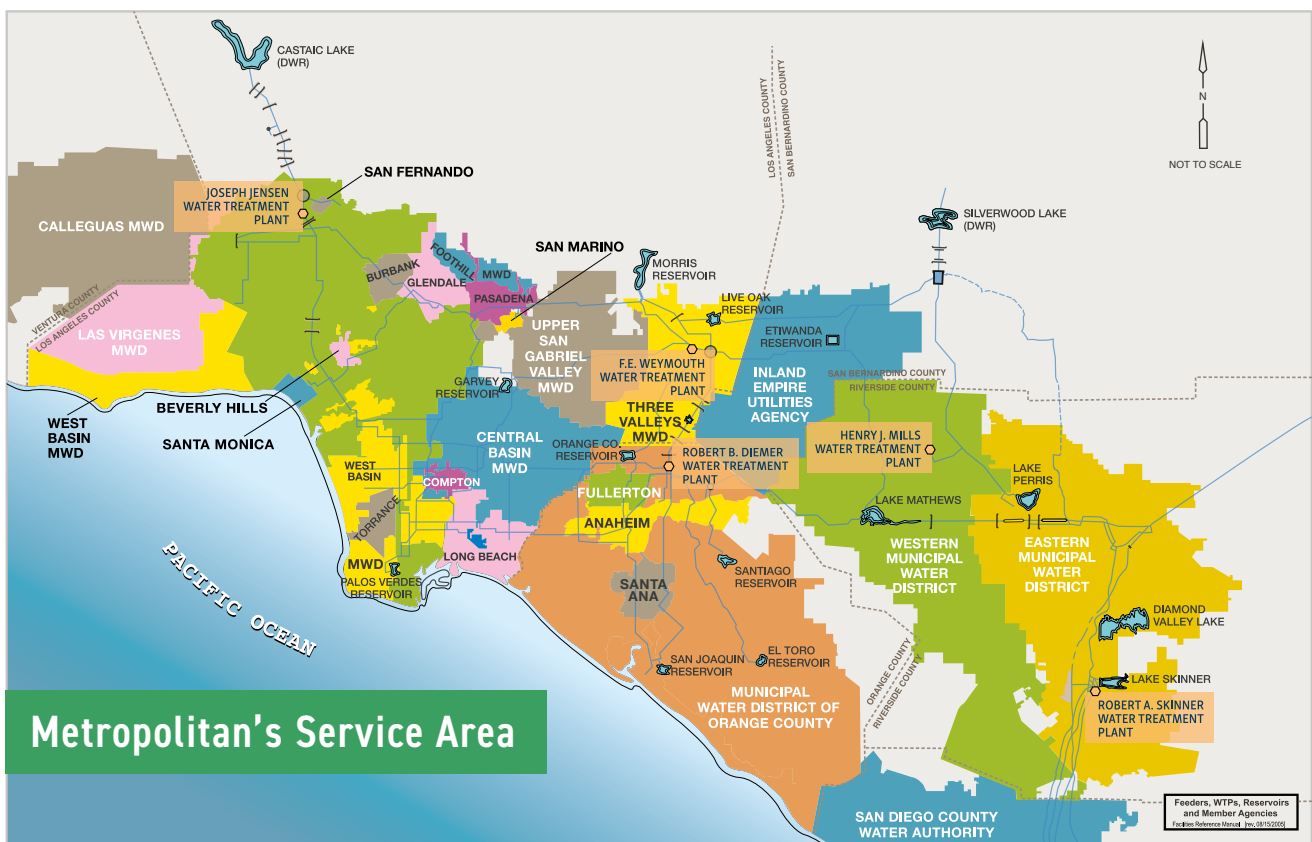 CASTAIC LAKE
(DWR)
LOS ANGELES COUNTY
SAN BERNARDINO COUNTY
N
NOT TO SCALE
SAN FERNANDO
JOSEPH JENSEN
WATER TREATMENT
PLANT
CALLEGUAS MWD
SILVERWOOD LAKE
(DWR)
SAN MARINO
FOOTHILL
MWD
BURBANK
GLENDALE
PASADENA
MORRIS
RESERVOIR
LIVE OAK
RESERVOIR
VENTURA COUNTY
LOS ANGELES COUNTY
LAS VIRGENES
MWD
UPPER
SAN
GABRIEL
VALLEY
MWD
ETIWANDA
RESERVOIR
F.E. WEYMOUTH
WATER TREATMENT
PLANT
INLAND
EMPIRE
UTILITIES
AGENCY
SAN BERNARDINO COUNTY
RIVERSIDE COUNTY
GARVEY
RESERVOIR
BEVERLY HILLS
WEST
BASIN
MWD
SANTA MONICA
THREE
VALLEYS
MWD
CENTRAL
BASIN
MWD
ORANGE CO.
RESERVOIR
ROBERT B. DIEMER
WATER TREATMENT
PLANT
HENRY J. MILLS
WATER TREATMENT
PLANT
WEST
BASIN
COMPTON
FULLERTON
LAKE
PERRIS
LAKE MATHEWS
TORRANCE
ANAHEIM
MWD
LONG BEACH
PALOS VERDES
RESERVOIR
WESTERN
MUNICIPAL
WATER
DISTRICT
EASTERN
MUNICIPAL
WATER
DISTRICT
PACIFIC OCEAN
SANTA
ANA
SANTIAGO
RESERVOIR
DIAMOND
VALLEY LAKE
SAN JOAQUIN
RESERVOIR
EL TORO
RESERVOIR
ORANGE COUNTY
RIVERSIDE COUNTY
LAKE SKINNER
MUNICIPAL
WATER DISTRICT OF
ORANGE COUNTY
ROBERT A. SKINNER
WATER TREATMENT
PLANT
Metropolitan's Service Area
SAN DIEGO COUNTY
WATER AUTHORITY
Feeders, WTPs, Reservoirs
and Member Agencies
Facilities Reference Manual [rev. 08/15/2005]